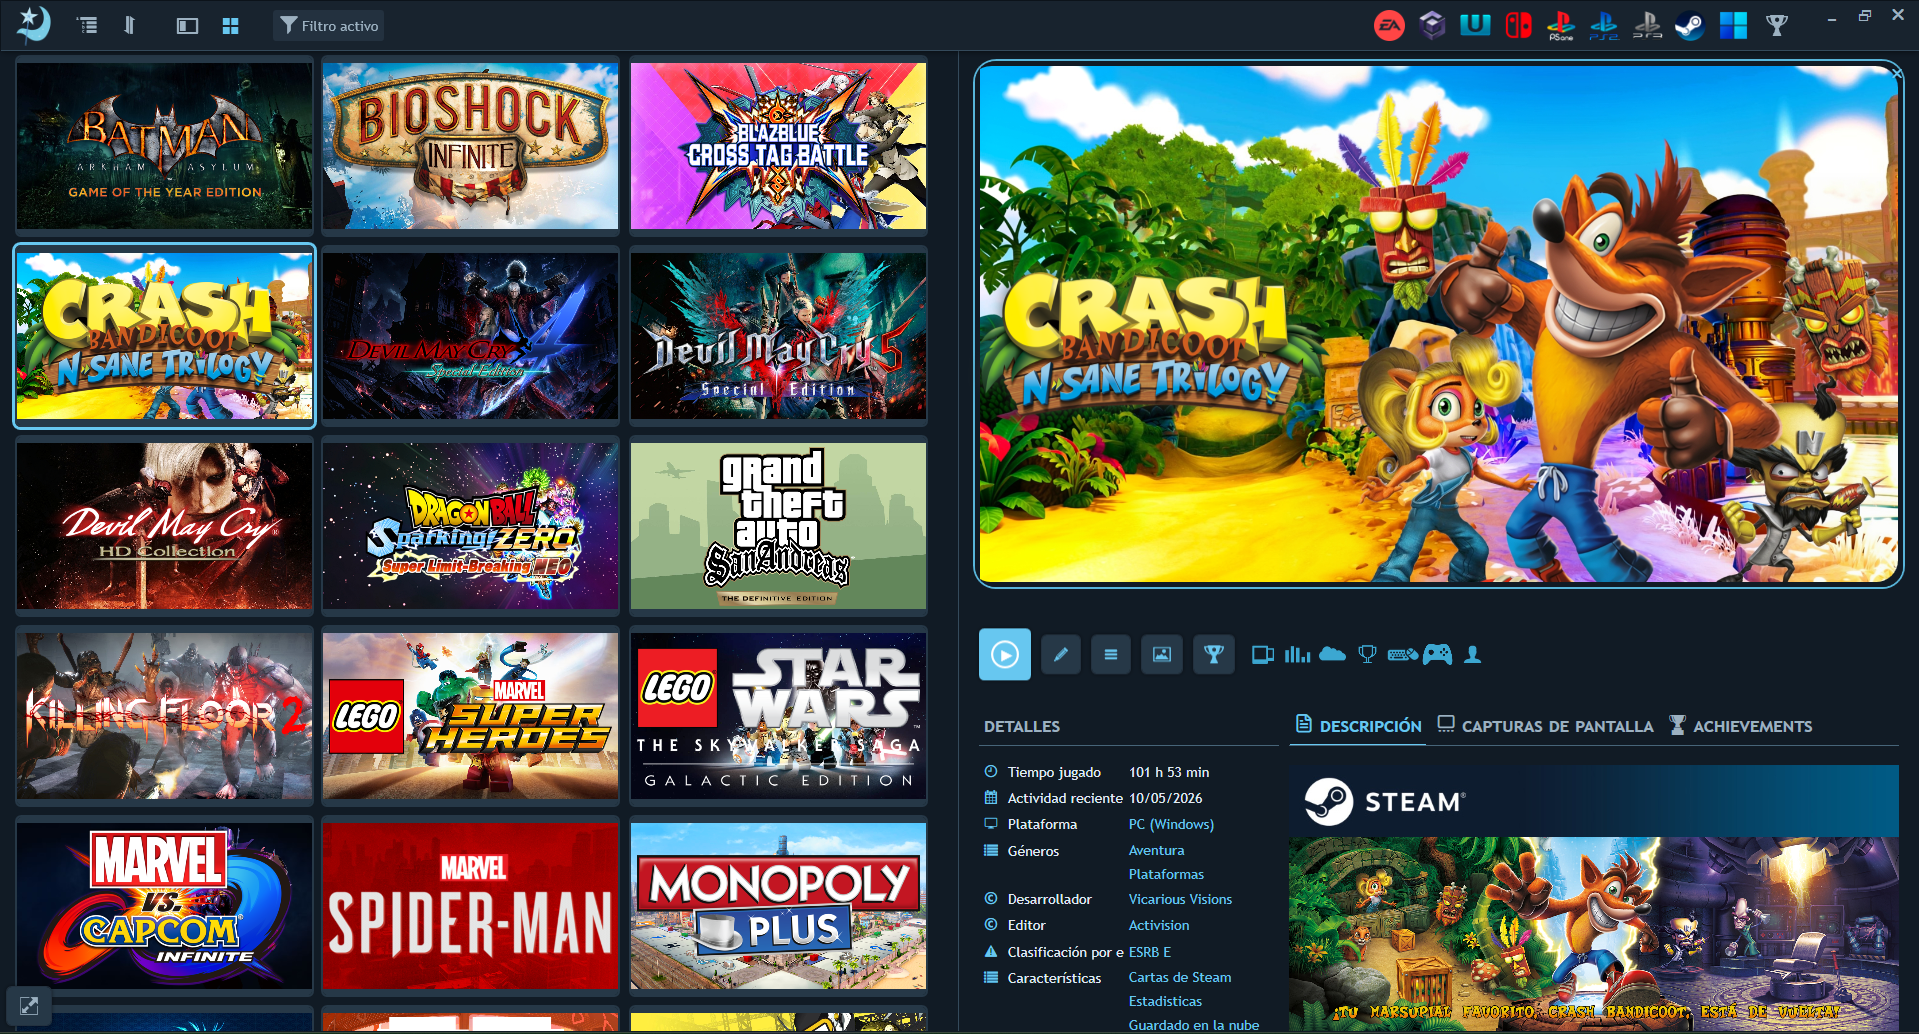 Filtro activo
EA
U
PSone
PS2
PS3
BATMAN
ARKHAM ASYLUM
GAME OF THE YEAR EDITION
BIOSHOCK
INFINITE
BLAZBLUE
CROSS TAG BATTLE
CRASH
BANDICOOT
N. SANE TRILOGY
DEVIL MAY CRY 4
Special Edition
Devil May Cry 5
Special Edition
Devil May Cry
HD Collection
DRAGON BALL
Sparking! ZERO
Super Limit-Breaking NEO
grand
theft
auto
San Andreas
THE DEFINITIVE EDITION
KILLING FLOOR 2
LEGO
MARVEL
SUPER
HEROES
LEGO
STAR
WARS
THE SKYWALKER SAGA
GALACTIC EDITION
MARVEL
VS.
CAPCOM
INFINITE
MARVEL
SPIDER-MAN
MONOPOLY
PLUS
CRASH
BANDICOOT
N. SANE TRILOGY
N
DETALLES
Tiempo jugado 101 h 53 min
Actividad reciente 10/05/2026
Plataforma PC (Windows)
Géneros Aventura
Plataformas
Desarrollador Vicarious Visions
Editor Activision
Clasificación por e ESRB E
Características Cartas de Steam
Estadisticas
Guardado en la nube
DESCRIPCIÓN CAPTURAS DE PANTALLA ACHIEVEMENTS
STEAM®
¡TU MARSUPIAL FAVORITO, CRASH BANDICOOT, ESTÁ DE VUELTA!